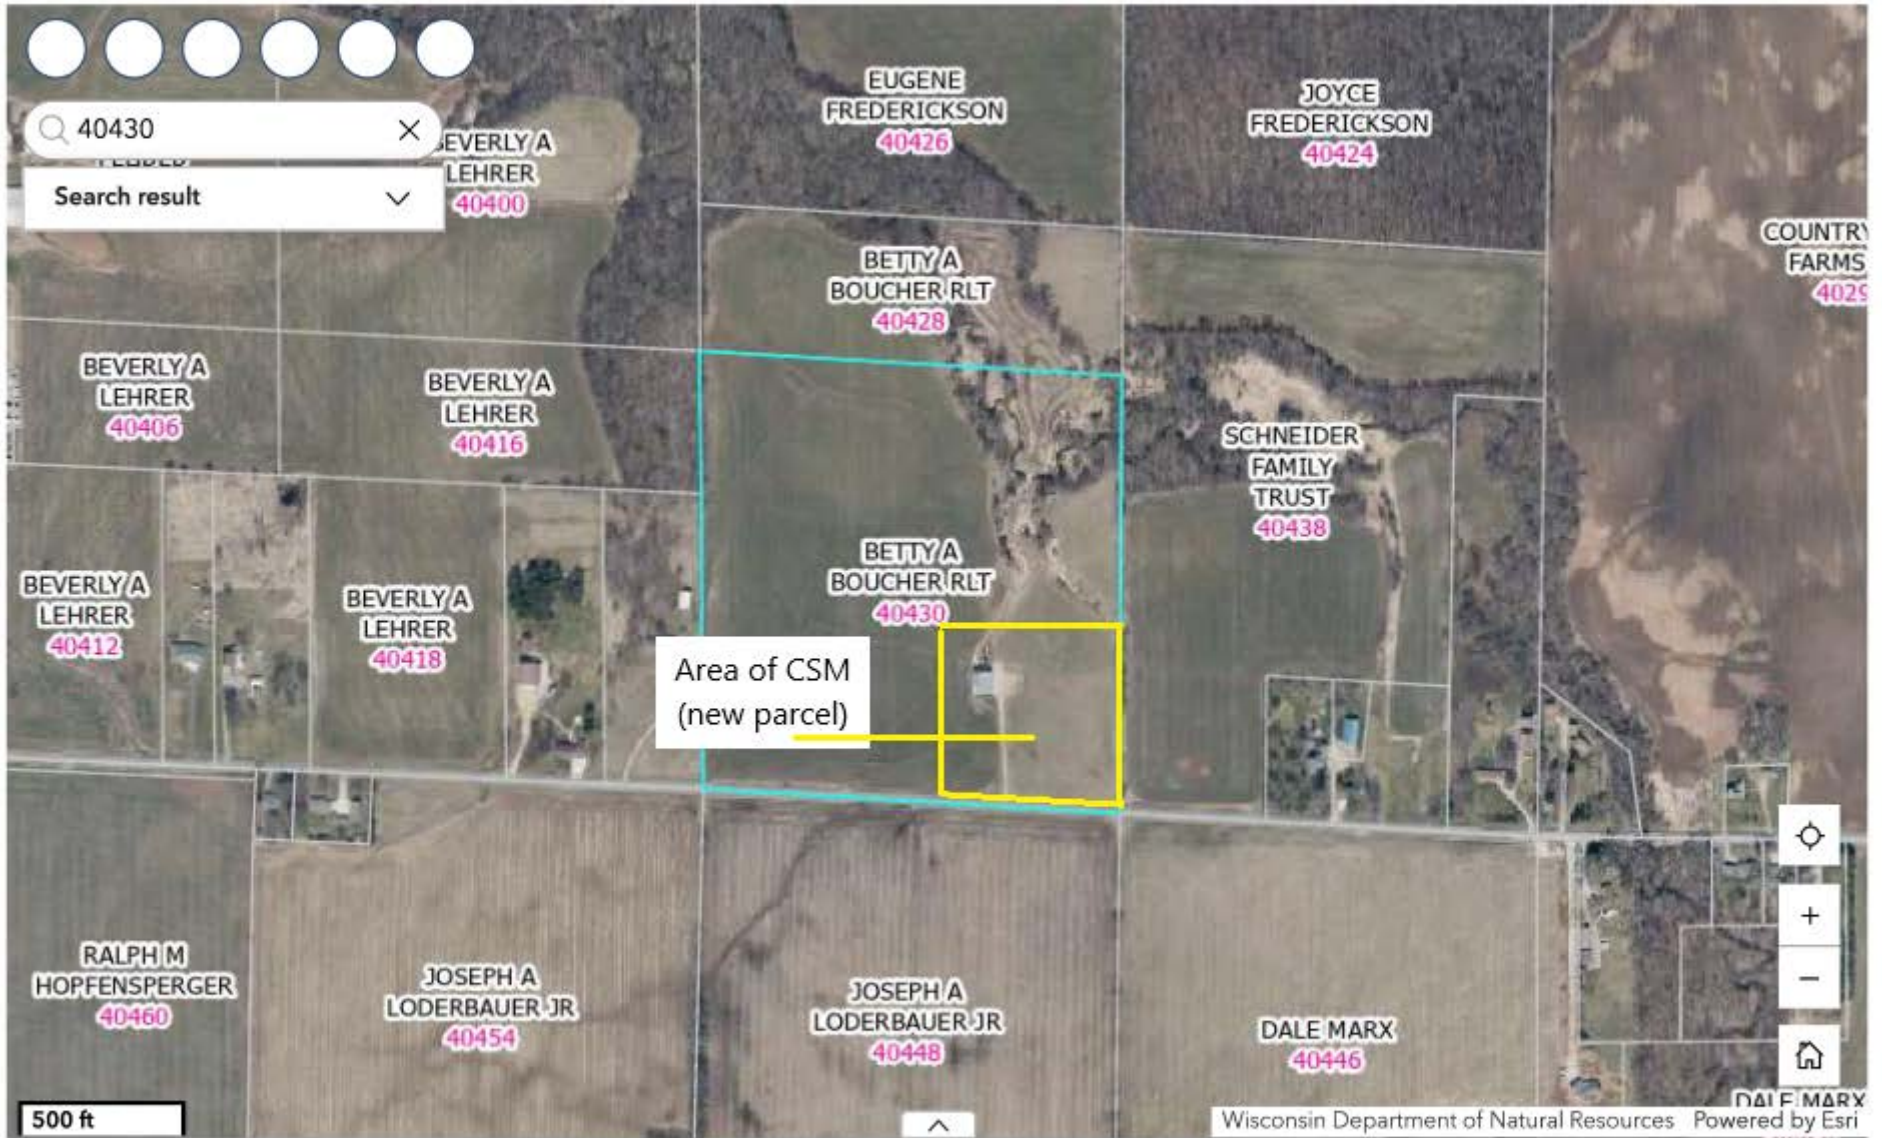 40430
Search result
BEVERLY A
LEHRER
40400
EUGENE
FREDERICKSON
40426
JOYCE
FREDERICKSON
40424
COUNTRY
FARMS
4029
BETTY A
BOUCHER RLT
40428
BEVERLY A
LEHRER
40406
BEVERLY A
LEHRER
40416
SCHNEIDER
FAMILY
TRUST
40438
BETTY A
BOUCHER RLT
40430
BEVERLY A
LEHRER
40412
BEVERLY A
LEHRER
40418
Area of CSM
(new parcel)
RALPH M
HOPFENSPERGER
40460
JOSEPH A
LODERBAUER JR
40454
JOSEPH A
LODERBAUER JR
40448
DALE MARX
40446
DALE MARX
500 ft
Wisconsin Department of Natural Resources Powered by Esri